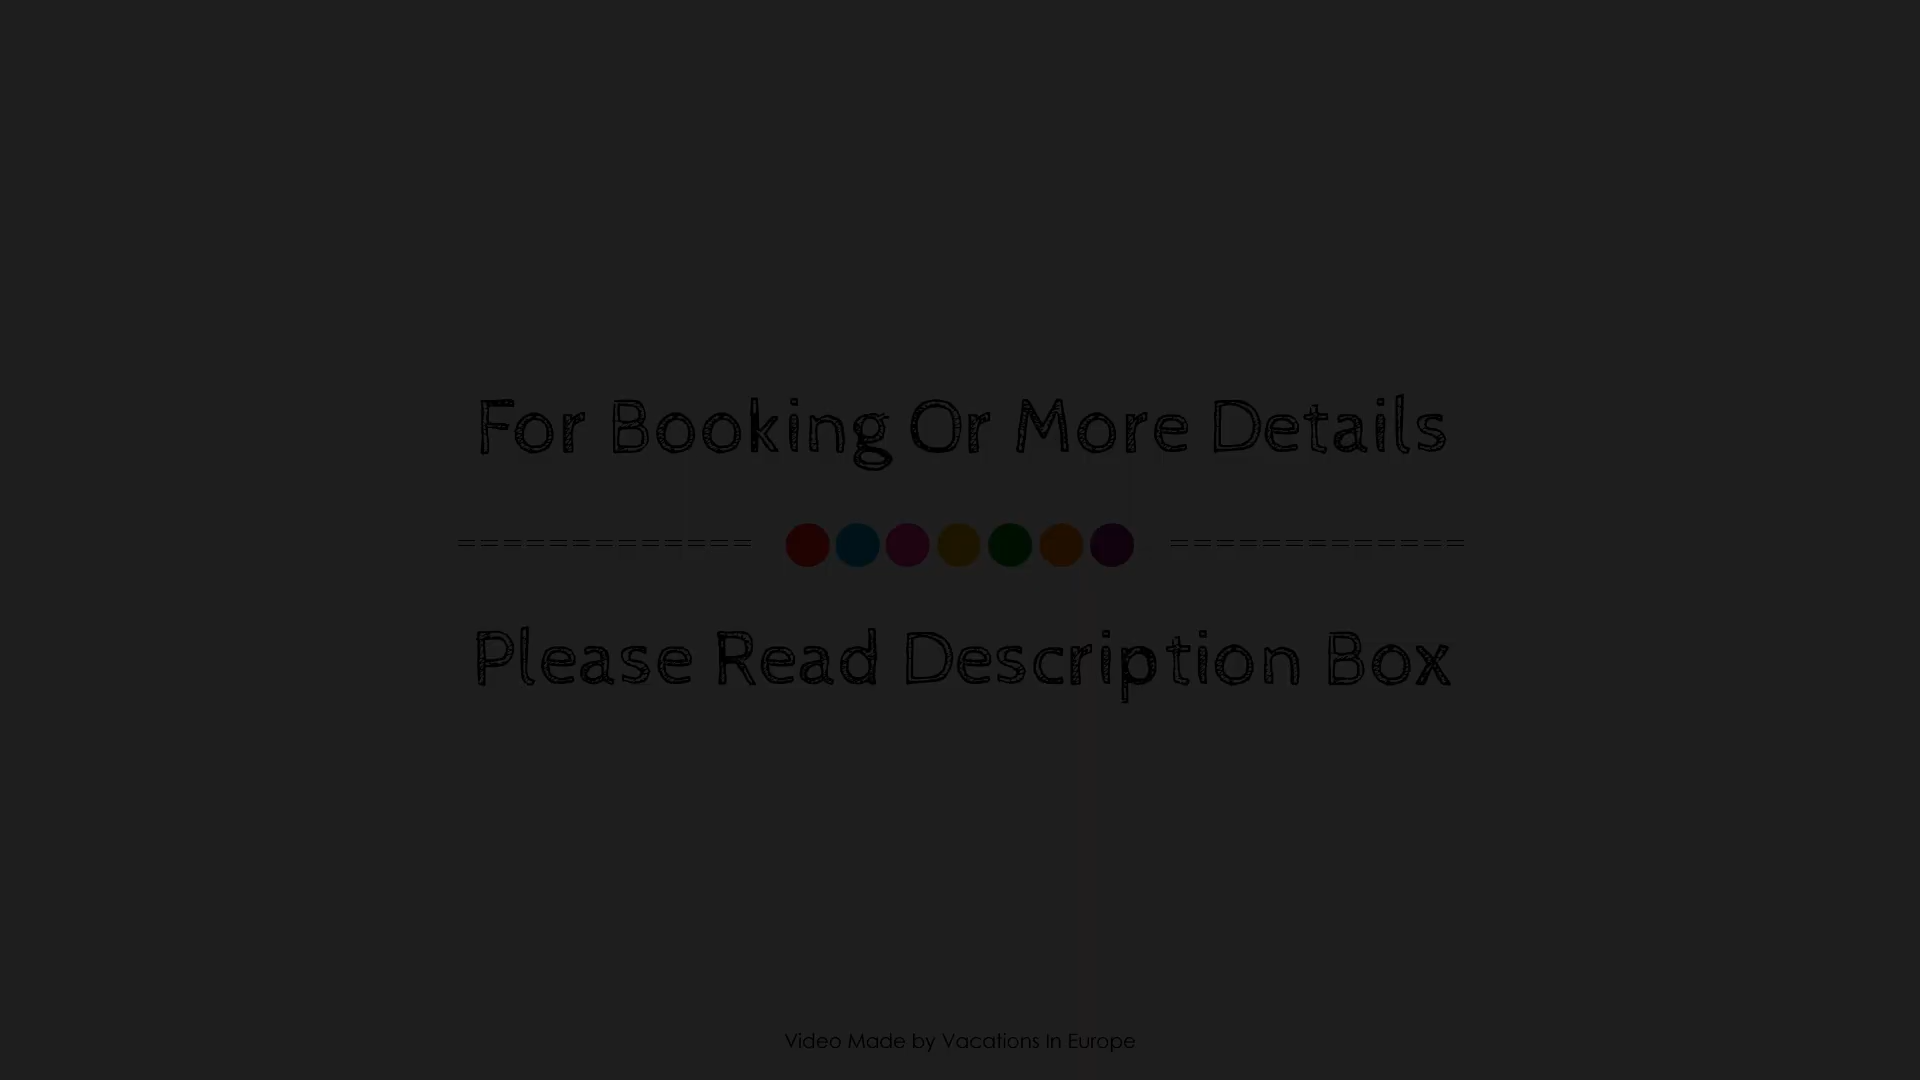 For Booking Or More Details
============= =============
Please Read Description Box
Video Made by Vacations In Europe